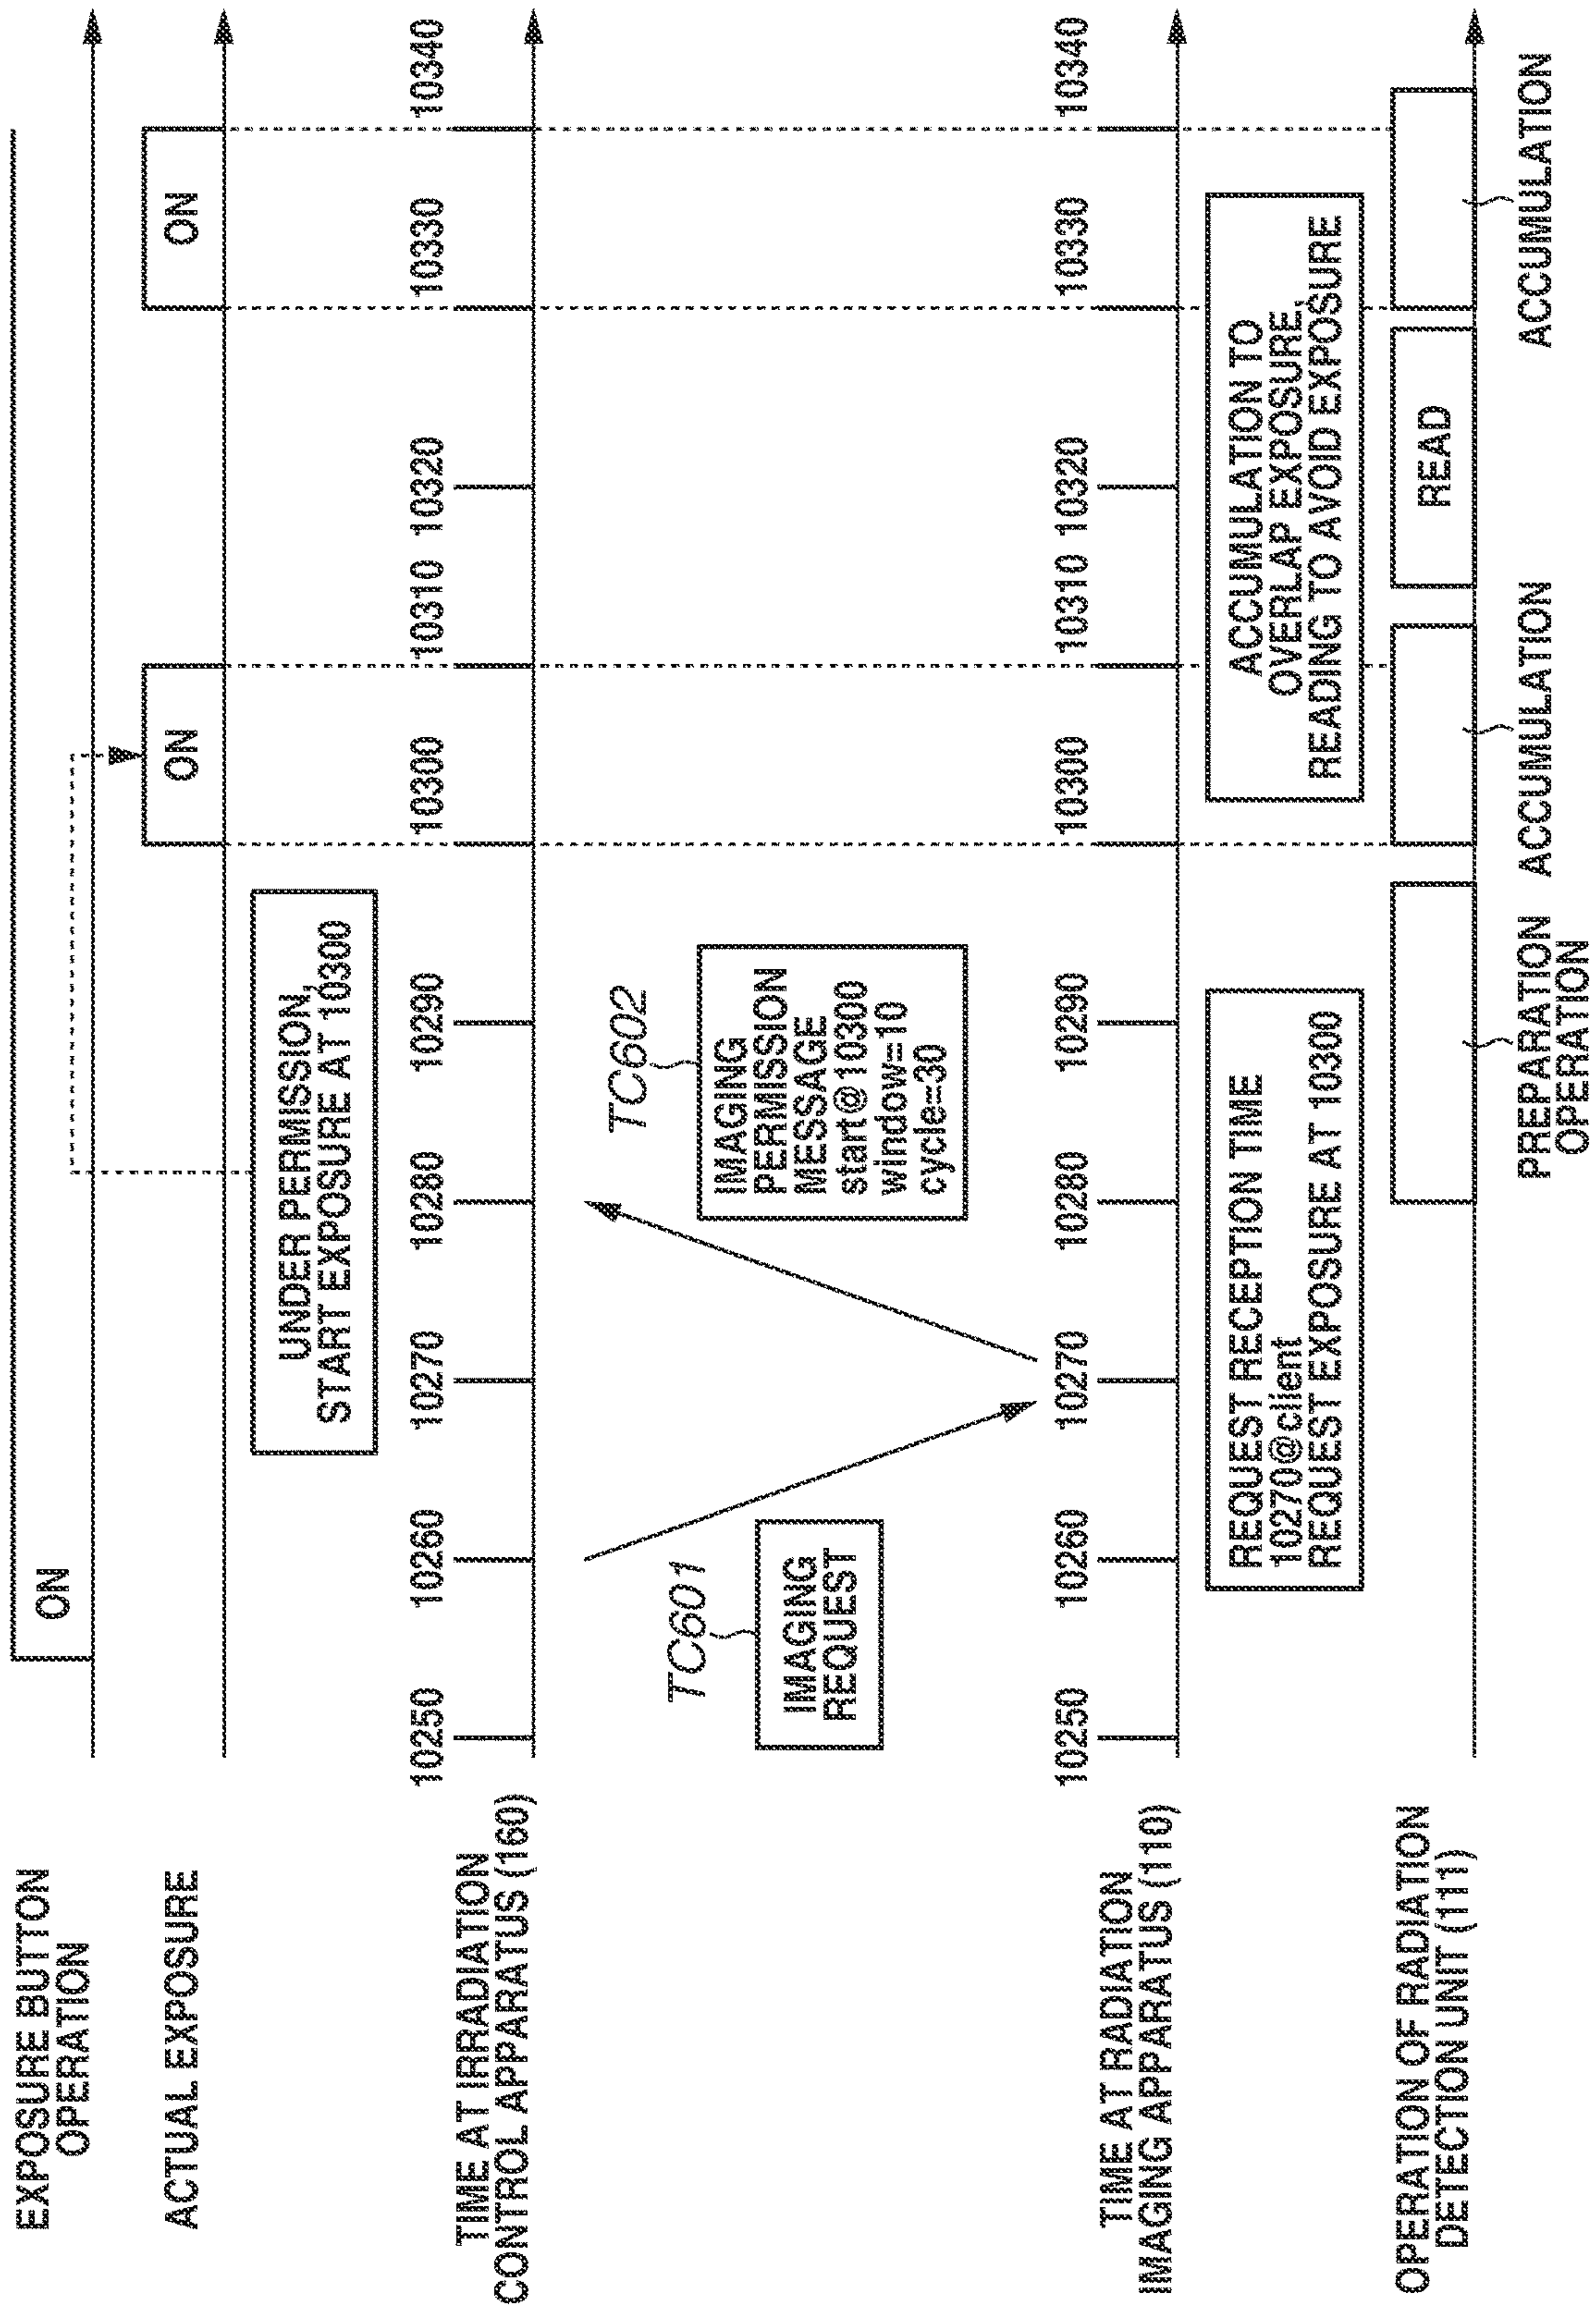 EXPOSURE BUTTON
OPERATION
ON
ACTUAL EXPOSURE
ON
ON
UNDER PERMISSION,
START EXPOSURE AT 10300
TIME AT IRRADIATION
CONTROL APPARATUS (160)
10250
10260
10270
10280
10290
10300
10310
10320
10330
10340
TC601
IMAGING
REQUEST
TC602
IMAGING
PERMISSION
MESSAGE
start@10300
window=10
cycle=30
TIME AT RADIATION
IMAGING APPARATUS (110)
10250
10260
10270
10280
10290
10300
10310
10320
10330
10340
REQUEST RECEPTION TIME
10270@client
REQUEST EXPOSURE AT 10300
ACCUMULATION TO
OVERLAP EXPOSURE,
READING TO AVOID EXPOSURE
OPERATION OF RADIATION
DETECTION UNIT (111)
READ
PREPARATION
OPERATION
ACCUMULATION
ACCUMULATION